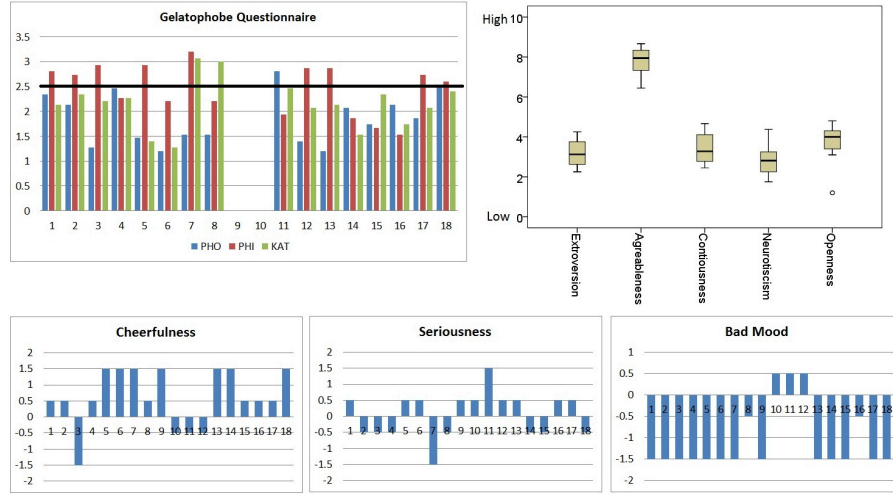 Gelatophobe Questionnaire
3.5
3
2.5
2
1.5
1
0.5
0
1 2 3 4 5 6 7 8 9 10 11 12 13 14 15 16 17 18
PHO PHI KAT
High 10
8
6
4
2
Low 0
Extroversion
Agreableness
Contiousness
Neurotiscism
Openness
Cheerfulness
2
1.5
1
0.5
0
-0.5
-1
-1.5
-2
1 2 3 4 5 6 7 8 9 10 11 12 13 14 15 16 17 18
Seriousness
2
1.5
1
0.5
0
-0.5
-1
-1.5
-2
1 2 3 4 5 6 7 8 9 10 11 12 13 14 15 16 17 18
Bad Mood
1
0.5
0
-0.5
-1
-1.5
-2
1 2 3 4 5 6 7 8 9 10 11 12 13 14 15 16 17 18